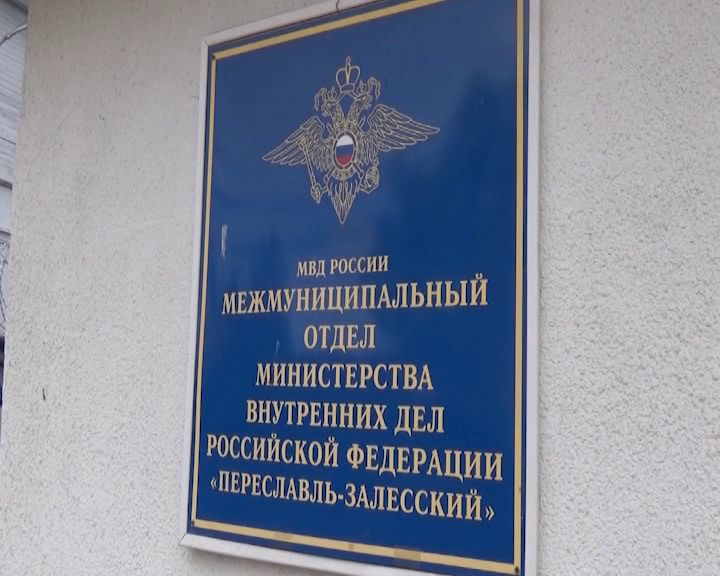 МВД РОССИИ
МЕЖМУНИЦИПАЛЬНЫЙ
ОТДЕЛ
МИНИСТЕРСТВА
ВНУТРЕННИХ ДЕЛ
РОССИЙСКОЙ ФЕДЕРАЦИИ
«ПЕРЕСЛАВЛЬ-ЗАЛЕССКИЙ»